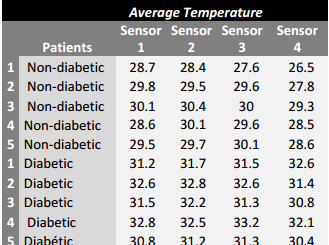 Average Temperature
Patients Sensor 1 Sensor 2 Sensor 3 Sensor 4
1 Non-diabetic 28.7 28.4 27.6 26.5
2 Non-diabetic 29.8 29.5 29.6 27.8
3 Non-diabetic 30.1 30.4 30 29.3
4 Non-diabetic 28.6 30.1 29.6 28.5
5 Non-diabetic 29.5 29.7 30.1 28.6
1 Diabetic 31.2 31.7 31.5 32.6
2 Diabetic 32.6 32.8 32.6 31.4
3 Diabetic 31.5 32.2 31.3 30.8
4 Diabetic 32.8 32.5 33.2 32.1
5 Diabétic 30.8 31.2 31.3 30.4